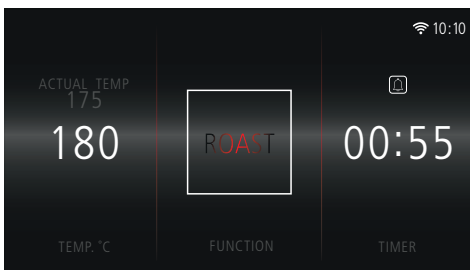 10:10
ACTUAL TEMP
175
180
ROAST
00:55
TEMP. °C
FUNCTION
TIMER